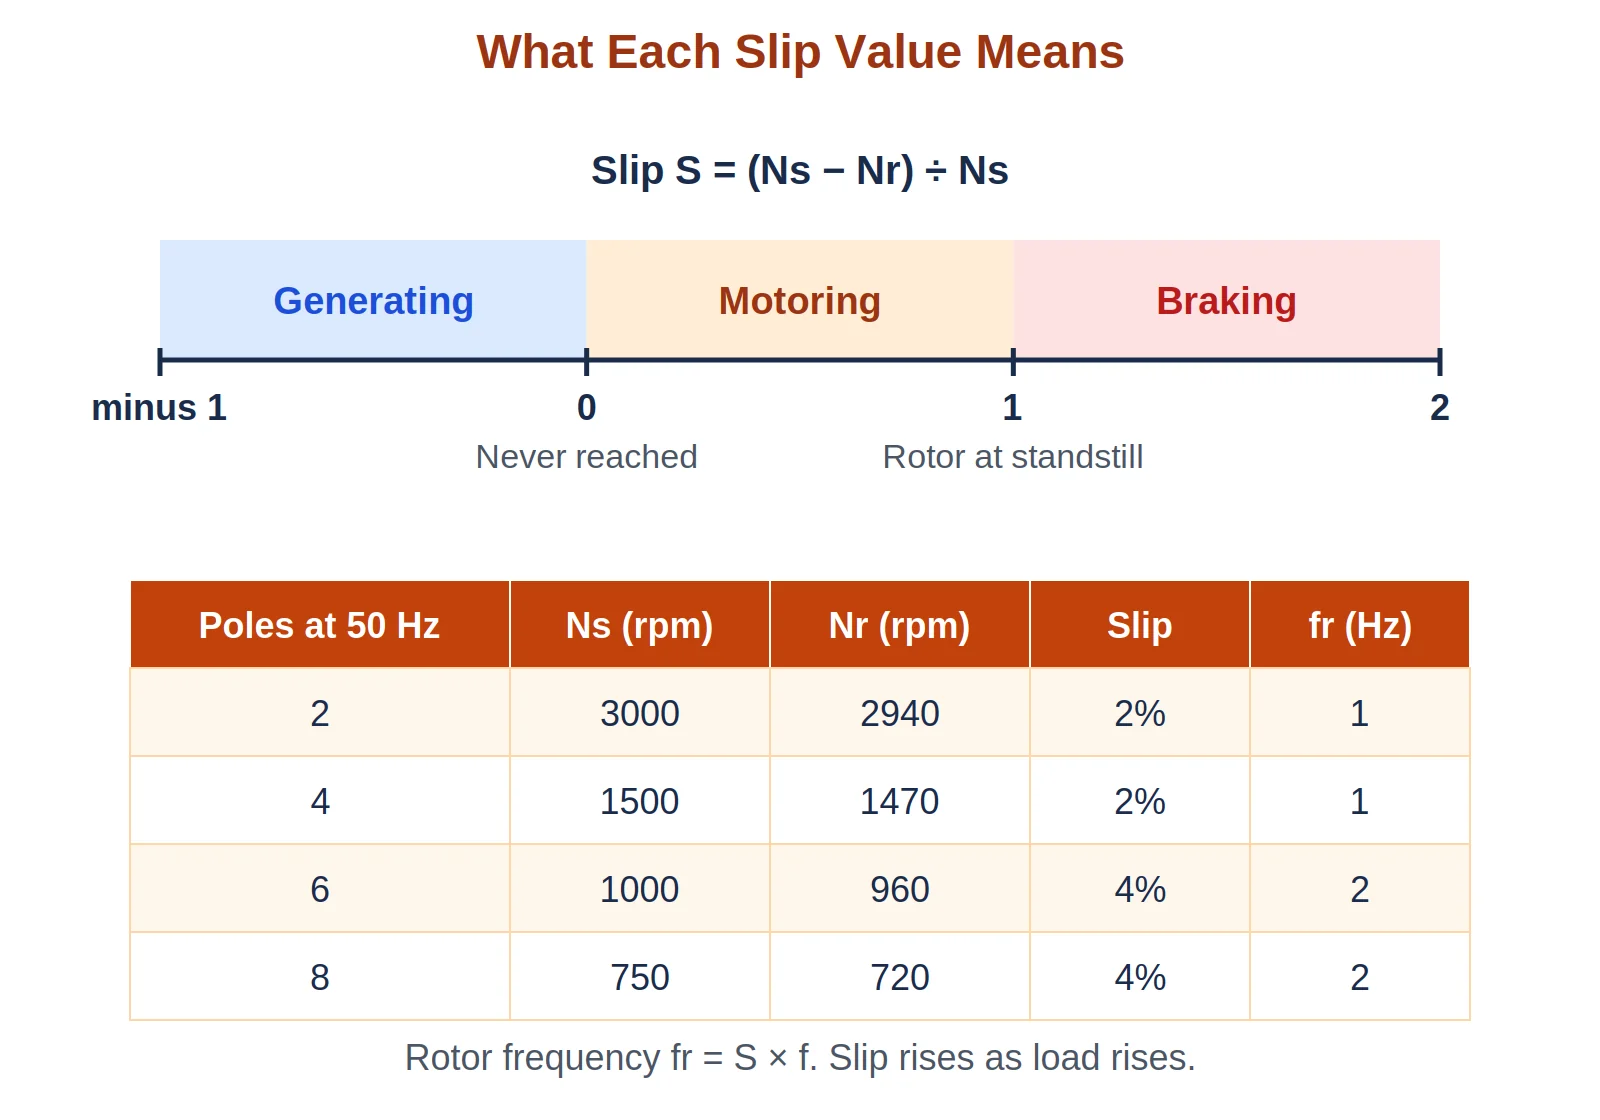 What Each Slip Value Means
Slip S = (Ns − Nr) ÷ Ns
Generating Motoring Braking
minus 1 0 1 2
Never reached Rotor at standstill
Poles at 50 Hz Ns (rpm) Nr (rpm) Slip fr (Hz)
2 3000 2940 2% 1
4 1500 1470 2% 1
6 1000 960 4% 2
8 750 720 4% 2
Rotor frequency fr = S × f. Slip rises as load rises.